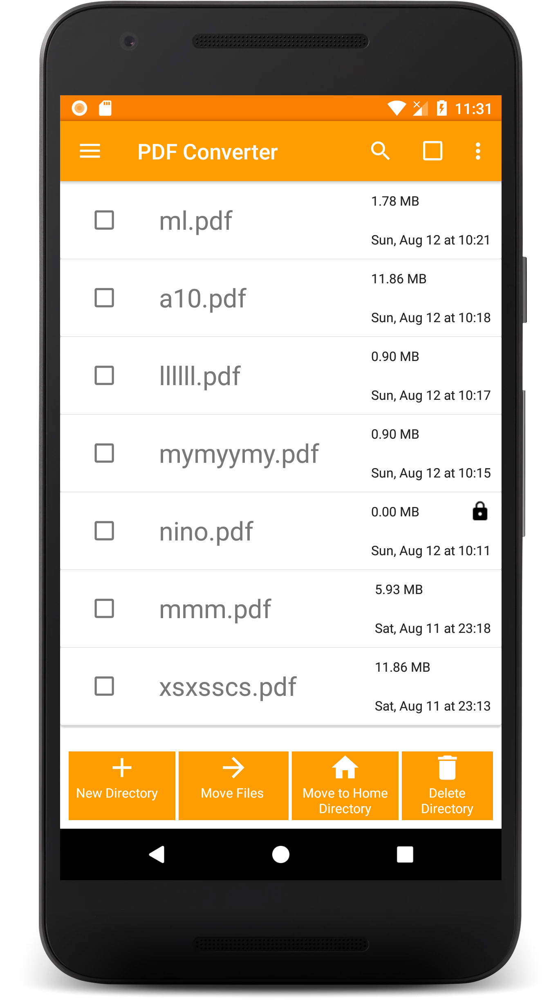 11:31
PDF Converter
1.78 MB
ml.pdf
Sun, Aug 12 at 10:21
11.86 MB
a10.pdf
Sun, Aug 12 at 10:18
0.90 MB
llllll.pdf
Sun, Aug 12 at 10:17
0.90 MB
mymyymy.pdf
Sun, Aug 12 at 10:15
0.00 MB
nino.pdf
Sun, Aug 12 at 10:11
5.93 MB
mmm.pdf
Sat, Aug 11 at 23:18
11.86 MB
xsxsscs.pdf
Sat, Aug 11 at 23:13
New Directory
Move Files
Move to Home
Directory
Delete
Directory